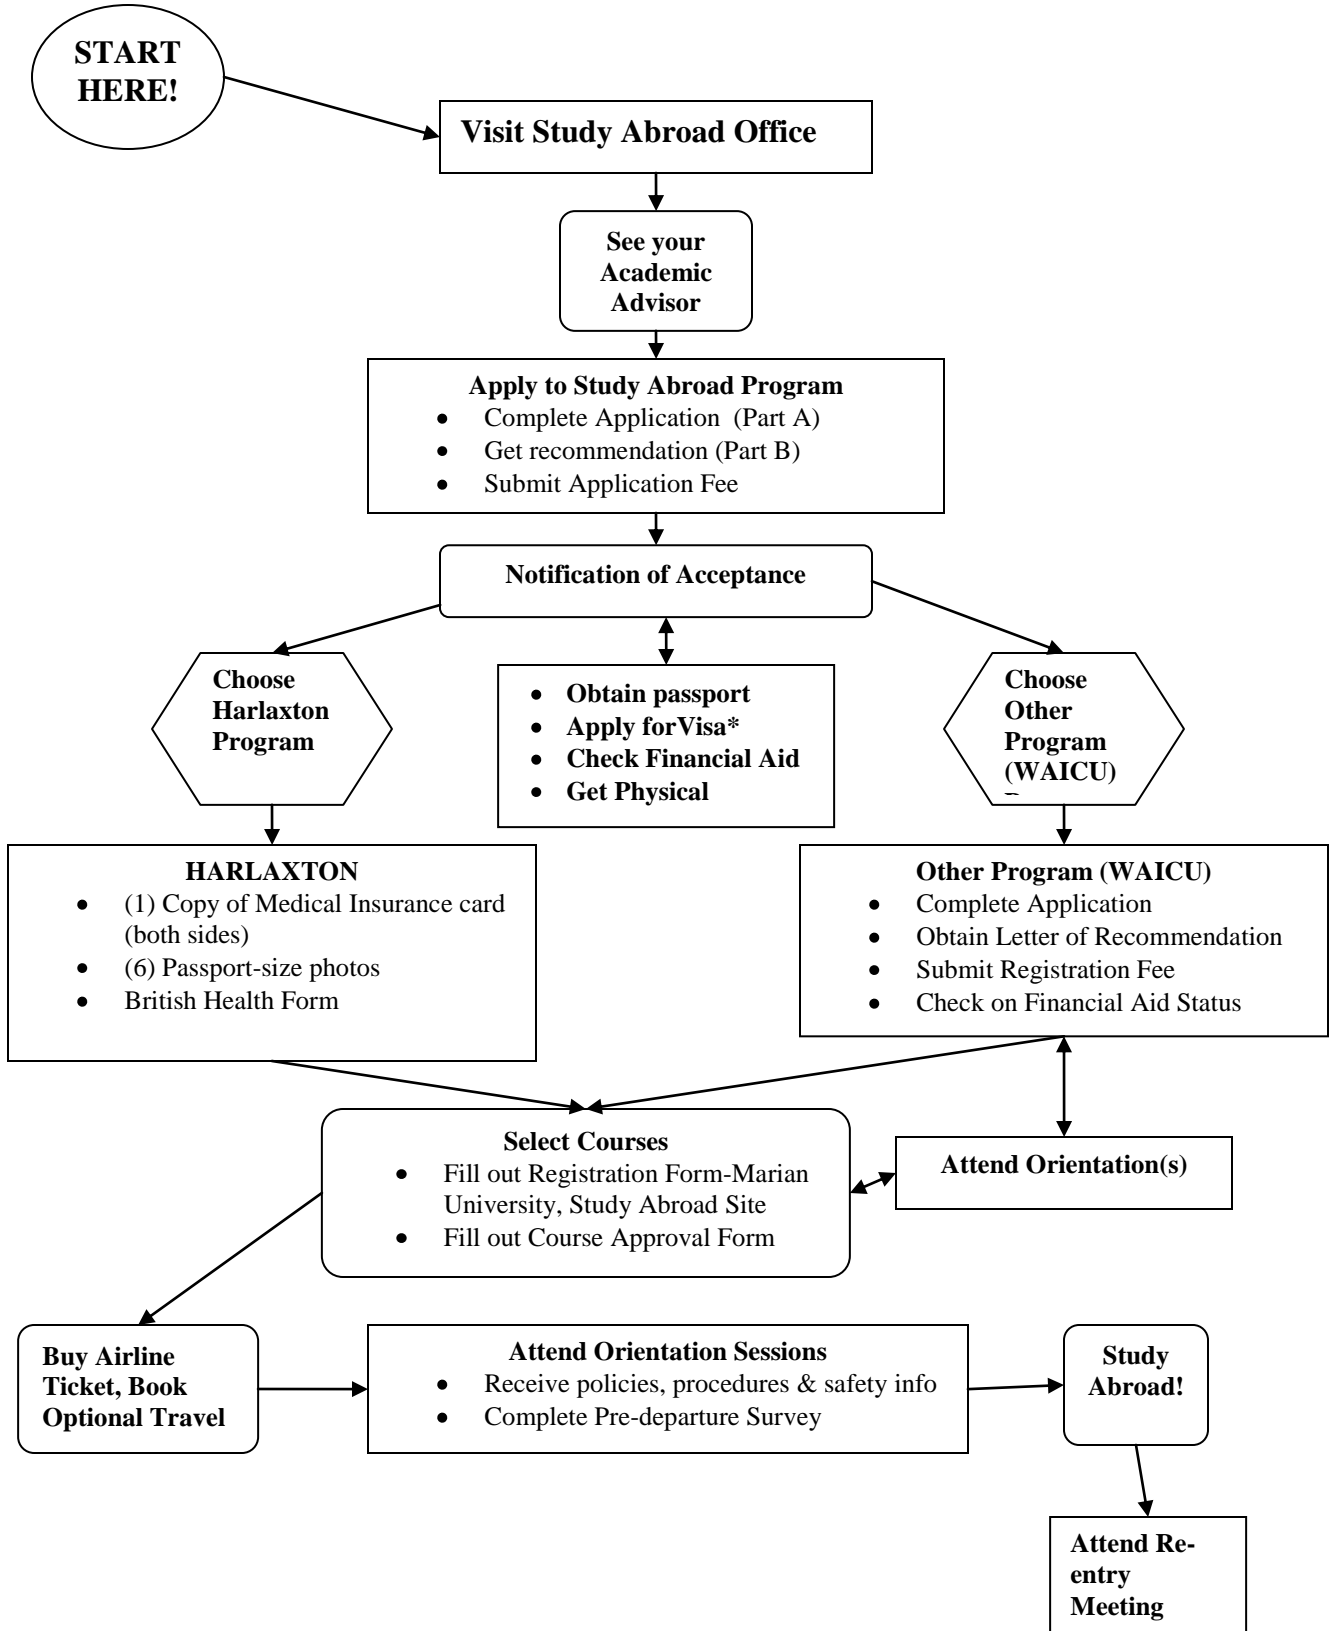 START
HERE!
Visit Study Abroad Office
See your
Academic
Advisor
Apply to Study Abroad Program
• Complete Application  (Part A)
• Get recommendation (Part B)
• Submit Application Fee
Notification of Acceptance
Choose
Harlaxton
Program
• Obtain passport
• Apply forVisa*
• Check Financial Aid
• Get Physical
Choose
Other
Program
(WAICU)
HARLAXTON
• (1) Copy of Medical Insurance card
(both sides)
• (6) Passport-size photos
• British Health Form
Other Program (WAICU)
• Complete Application
• Obtain Letter of Recommendation
• Submit Registration Fee
• Check on Financial Aid Status
Select Courses
• Fill out Registration Form-Marian
University, Study Abroad Site
• Fill out Course Approval Form
Attend Orientation(s)
Buy Airline
Ticket, Book
Optional Travel
Attend Orientation Sessions
• Receive policies, procedures & safety info
• Complete Pre-departure Survey
Study
Abroad!
Attend Re-
entry
Meeting